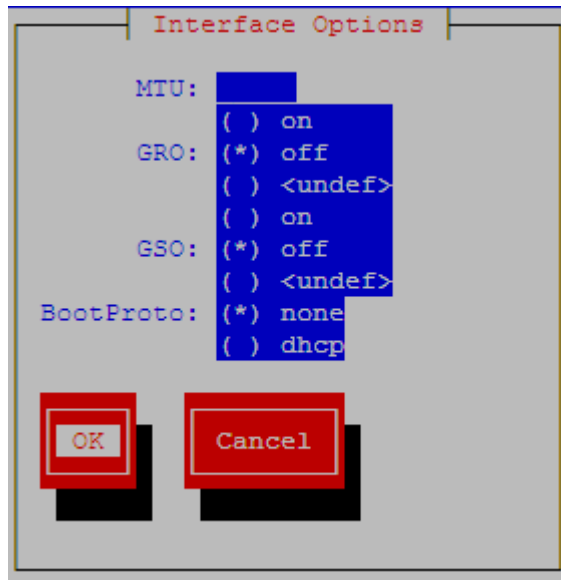 Interface Options
MTU:
( ) on
GRO: (*) off
( ) <undef>
( ) on
GSO: (*) off
( ) <undef>
BootProto: (*) none
( ) dhcp
OK Cancel